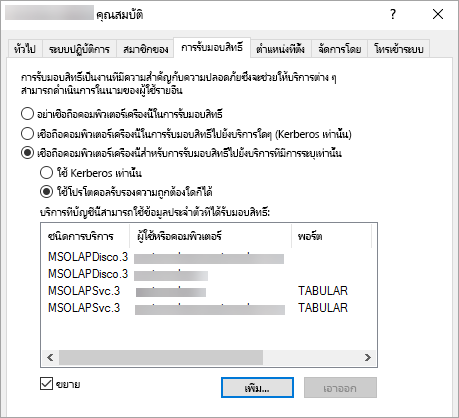 คุณสมบัติ
ทั่วไป ระบบปฏิบัติการ สมาชิกของ การรับมอบสิทธิ์ ตำแหน่งที่ตั้ง จัดการโดย โทรเข้าระบบ
การรับมอบสิทธิ์เป็นงานที่มีความสำคัญกับความปลอดภัยซึ่งจะช่วยให้บริการต่าง ๆ
สามารถดำเนินการในนามของผู้ใช้รายอื่น
อย่าเชื่อถือคอมพิวเตอร์เครื่องนี้ในการรับมอบสิทธิ์
เชื่อถือคอมพิวเตอร์เครื่องนี้ในการรับมอบสิทธิ์ไปยังบริการใดๆ (Kerberos เท่านั้น)
เชื่อถือคอมพิวเตอร์เครื่องนี้สำหรับการรับมอบสิทธิ์ไปยังบริการที่มีการระบุเท่านั้น
ใช้ Kerberos เท่านั้น
ใช้โปรโตคอลรับรองความถูกต้องใดก็ได้
บริการที่บัญชีนี้สามารถใช้ข้อมูลประจำตัวที่ได้รับมอบสิทธิ์:
ชนิดการบริการ ผู้ใช้หรือคอมพิวเตอร์ พอร์ต
MSOLAPDisco.3
MSOLAPDisco.3
MSOLAPSvc.3 TABULAR
MSOLAPSvc.3 TABULAR
ขยาย เพิ่ม... เอาออก